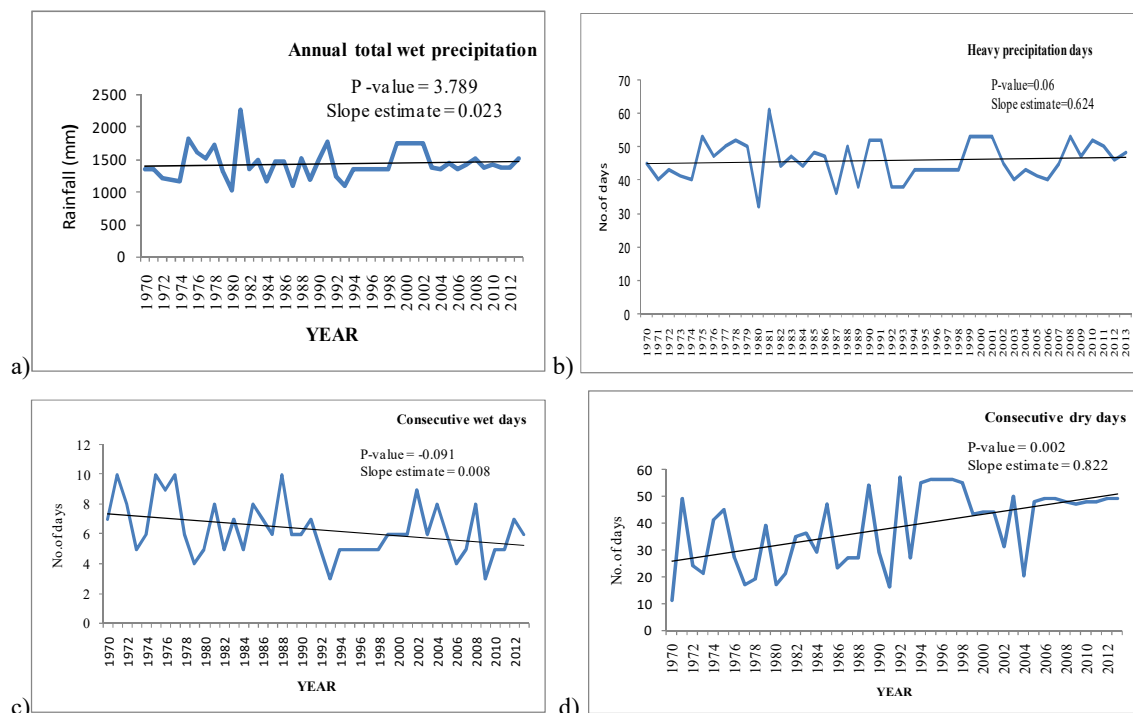 Annual total wet precipitation
P -value = 3.789
Slope estimate = 0.023
2500
2000
1500
1000
500
0
Rainfall (mm)
1970 1972 1974 1976 1978 1980 1982 1984 1986 1988 1990 1992 1994 1996 1998 2000 2002 2004 2006 2008 2010 2012
YEAR
a)
Heavy precipitation days
P-value=0.06
Slope estimate=0.624
70
60
50
40
30
20
10
0
No.of days
1970 1971 1972 1973 1974 1975 1976 1977 1978 1979 1980 1981 1982 1983 1984 1985 1986 1987 1988 1989 1990 1991 1992 1993 1994 1995 1996 1997 1998 1999 2000 2001 2002 2003 2004 2005 2006 2007 2008 2009 2010 2011 2012 2013
b)
Consecutive wet days
P-value = -0.091
Slope estimate = 0.008
12
10
8
6
4
2
0
No.of days
1970 1972 1974 1976 1978 1980 1982 1984 1986 1988 1990 1992 1994 1996 1998 2000 2002 2004 2006 2008 2010 2012
YEAR
c)
Consecutive dry days
P-value = 0.002
Slope estimate = 0.822
60
50
40
30
20
10
0
No. of days
1970 1972 1974 1976 1978 1980 1982 1984 1986 1988 1990 1992 1994 1996 1998 2000 2002 2004 2006 2008 2010 2012
YEAR
d)